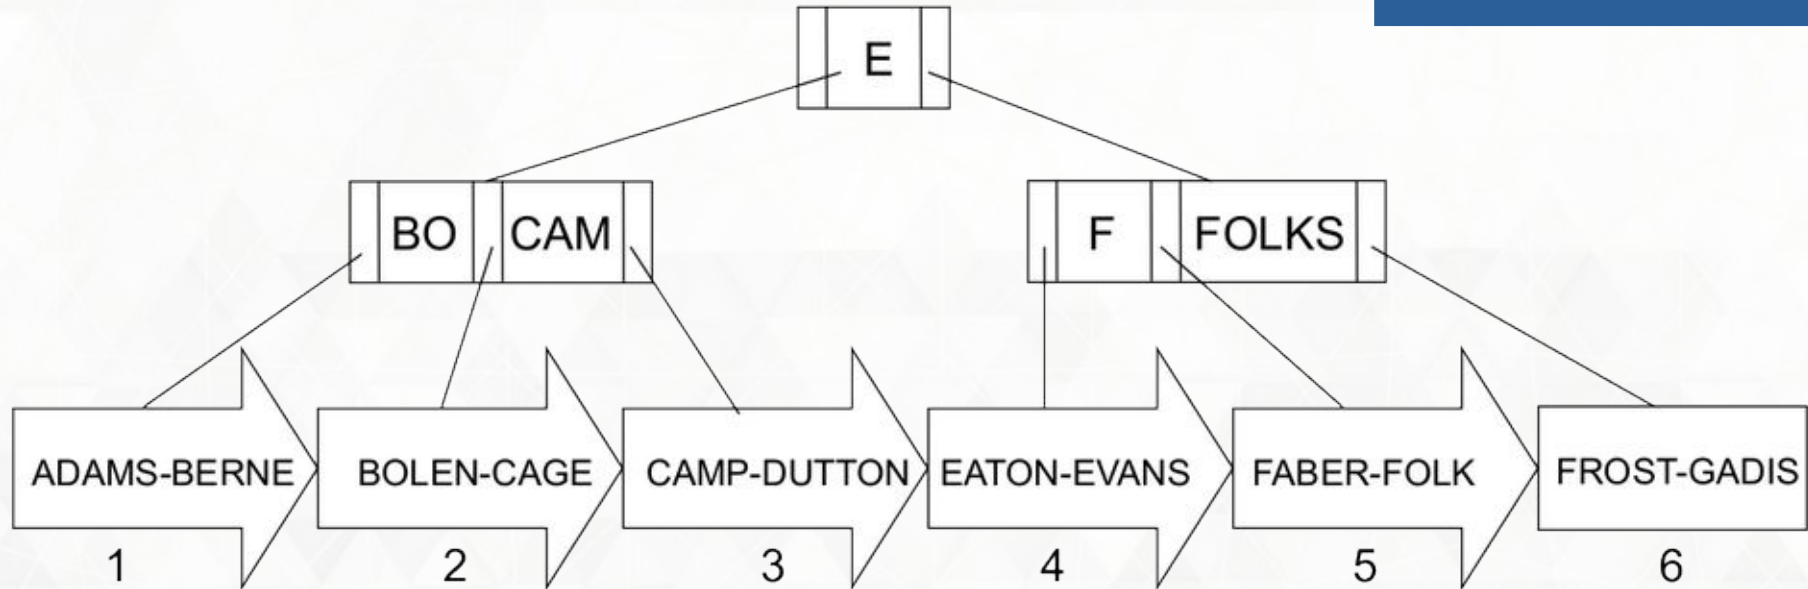 E
BO CAM F FOLKS
ADAMS-BERNE BOLEN-CAGE CAMP-DUTTON EATON-EVANS FABER-FOLK FROST-GADIS
1 2 3 4 5 6